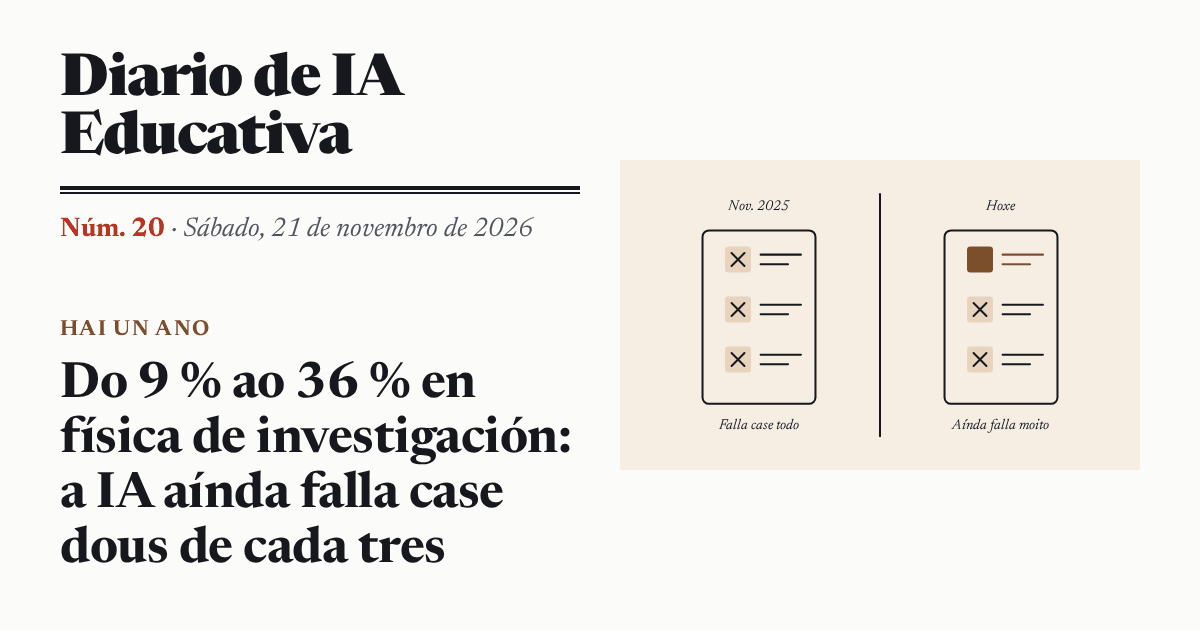 Diario de IA
Educativa
Núm. 20 · Sábado, 21 de novembro de 2026
HAI UN ANO
Do 9 % ao 36 % en
física de investigación:
a IA aínda falla case
dous de cada tres
Nov. 2025
Falla case todo
Hoxe
Aínda falla moito